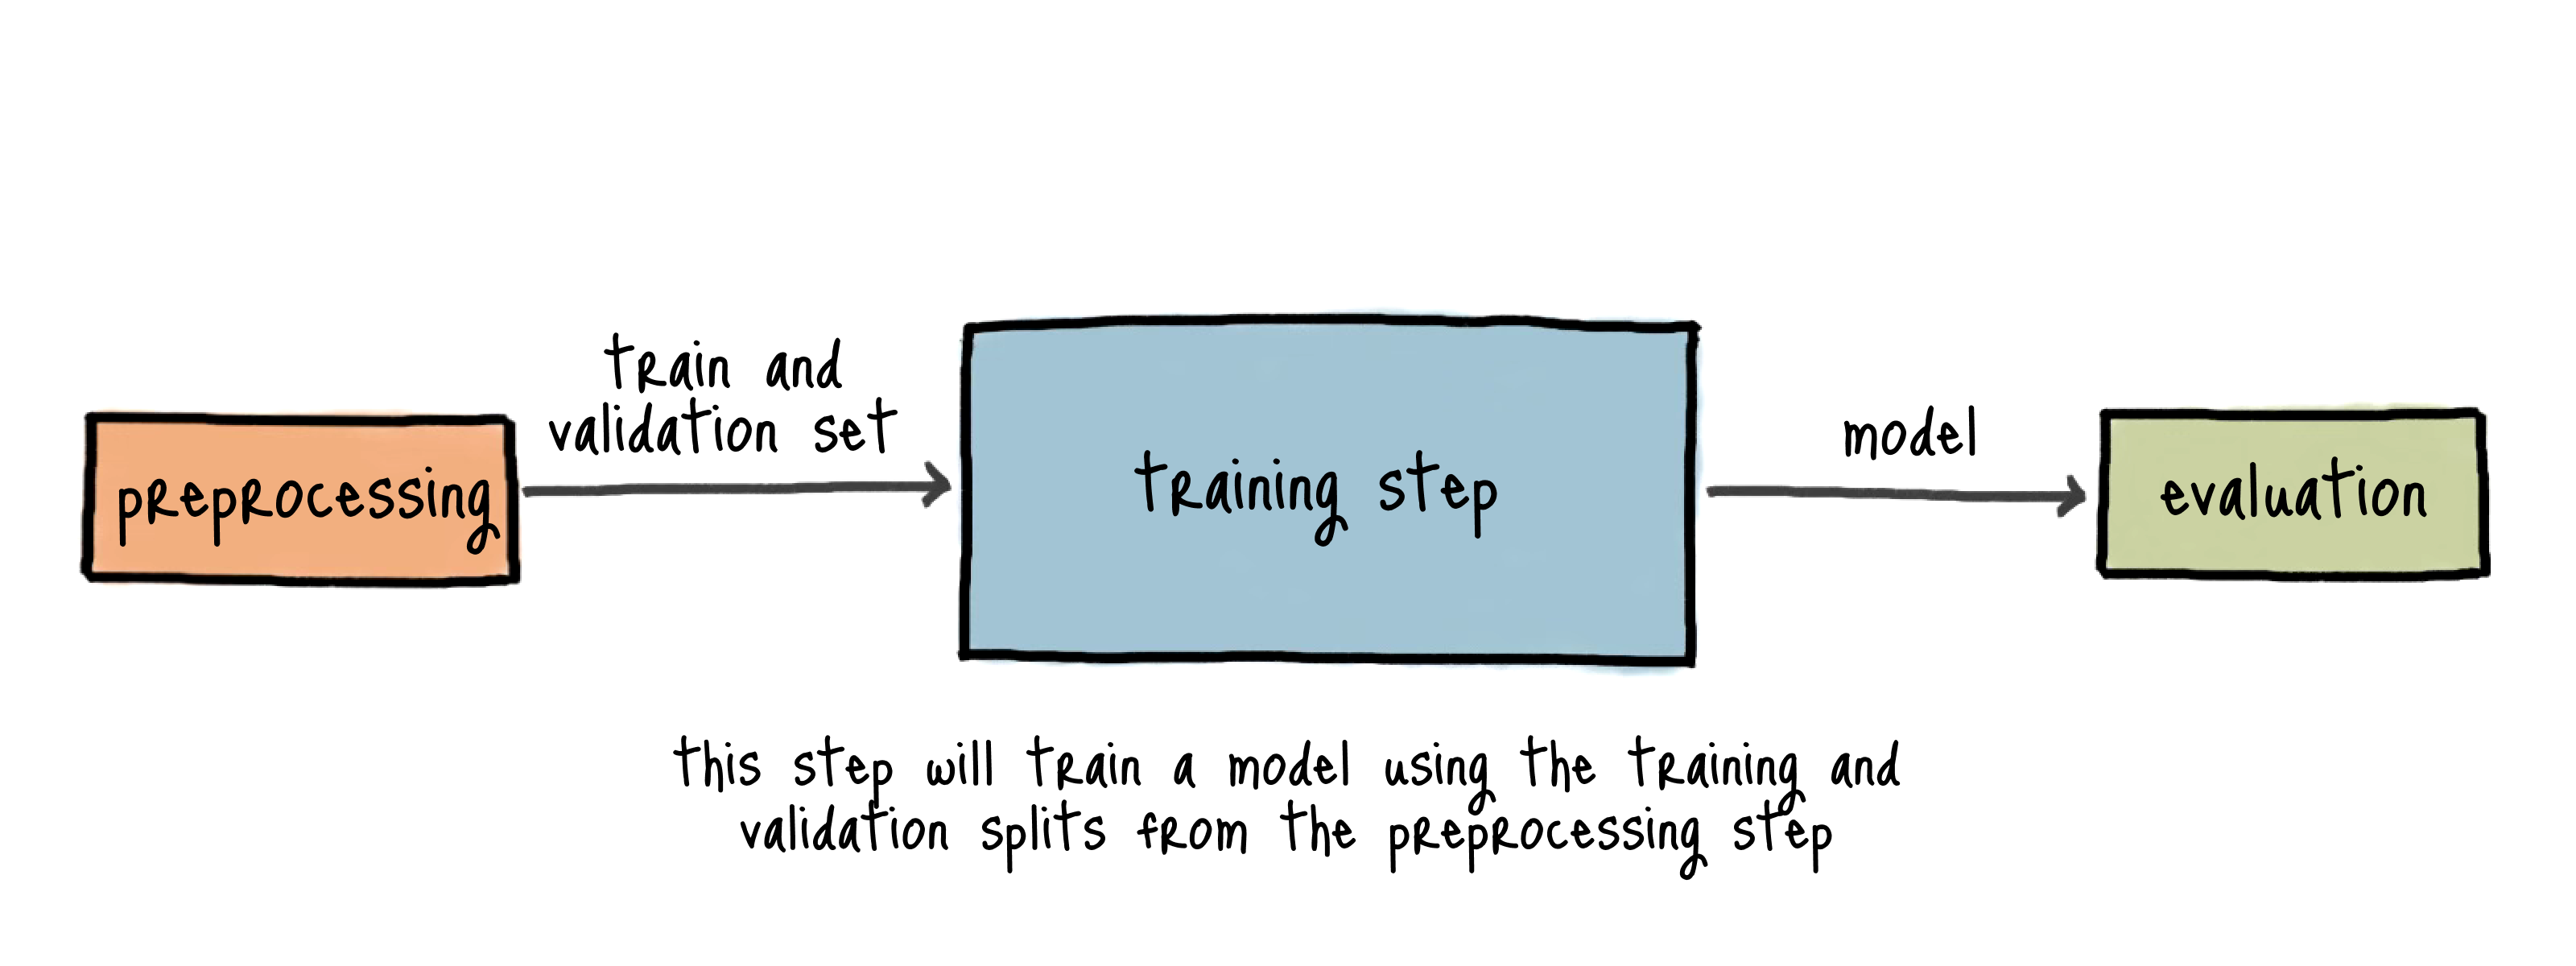 train and
validation set
model
preprocessing
training step
evaluation
this step will train a model using the training and
validation splits from the preprocessing step